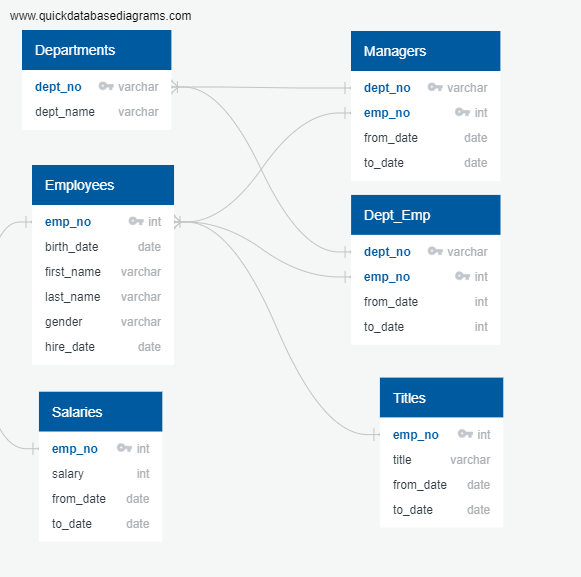 www.quickdatabasediagrams.com
Departments
dept_no varchar
dept_name varchar
Employees
emp_no int
birth_date date
first_name varchar
last_name varchar
gender varchar
hire_date date
Salaries
emp_no int
salary int
from_date date
to_date date
Managers
dept_no varchar
emp_no int
from_date date
to_date date
Dept_Emp
dept_no varchar
emp_no int
from_date int
to_date int
Titles
emp_no int
title varchar
from_date date
to_date date